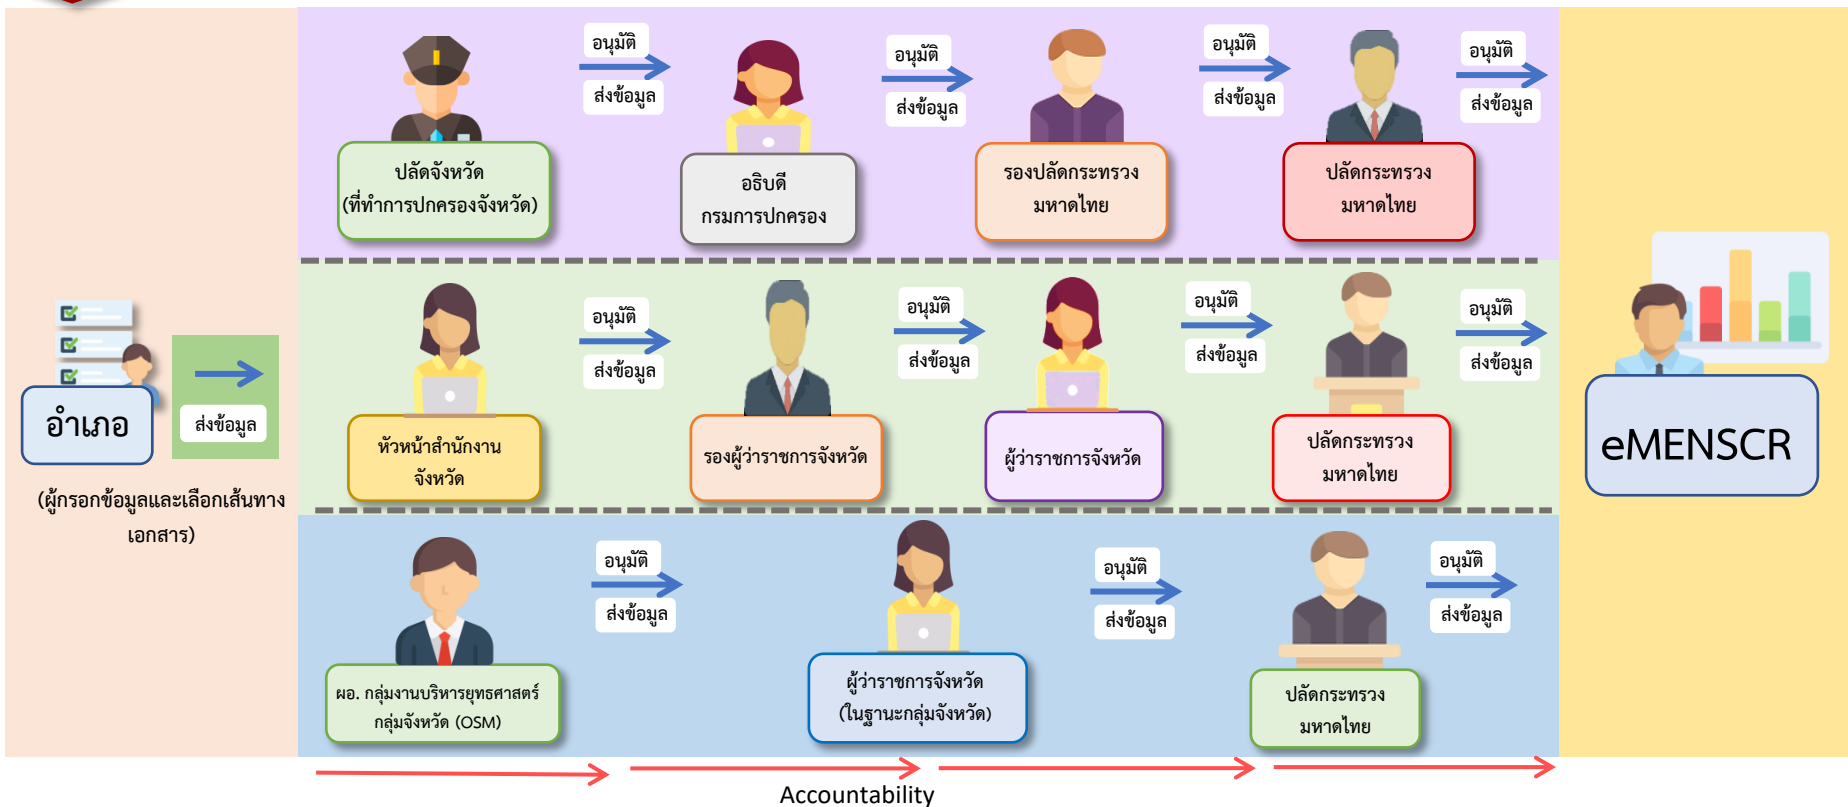 อนุมัติ
ส่งข้อมูล
อนุมัติ
ส่งข้อมูล
อนุมัติ
ส่งข้อมูล
อนุมัติ
ส่งข้อมูล
ปลัดจังหวัด
(ที่ทำการปกครองจังหวัด)
อธิบดี
กรมการปกครอง
รองปลัดกระทรวง
มหาดไทย
ปลัดกระทรวง
มหาดไทย
อำเภอ
ส่งข้อมูล
(ผู้กรอกข้อมูลและเลือกเส้นทาง
เอกสาร)
อนุมัติ
ส่งข้อมูล
อนุมัติ
ส่งข้อมูล
อนุมัติ
ส่งข้อมูล
อนุมัติ
ส่งข้อมูล
หัวหน้าสำนักงาน
จังหวัด
รองผู้ว่าราชการจังหวัด
ผู้ว่าราชการจังหวัด
ปลัดกระทรวง
มหาดไทย
eMENSCR
อนุมัติ
ส่งข้อมูล
อนุมัติ
ส่งข้อมูล
อนุมัติ
ส่งข้อมูล
ผอ. กลุ่มงานบริหารยุทธศาสตร์
กลุ่มจังหวัด (OSM)
ผู้ว่าราชการจังหวัด
(ในฐานะกลุ่มจังหวัด)
ปลัดกระทรวง
มหาดไทย
Accountability